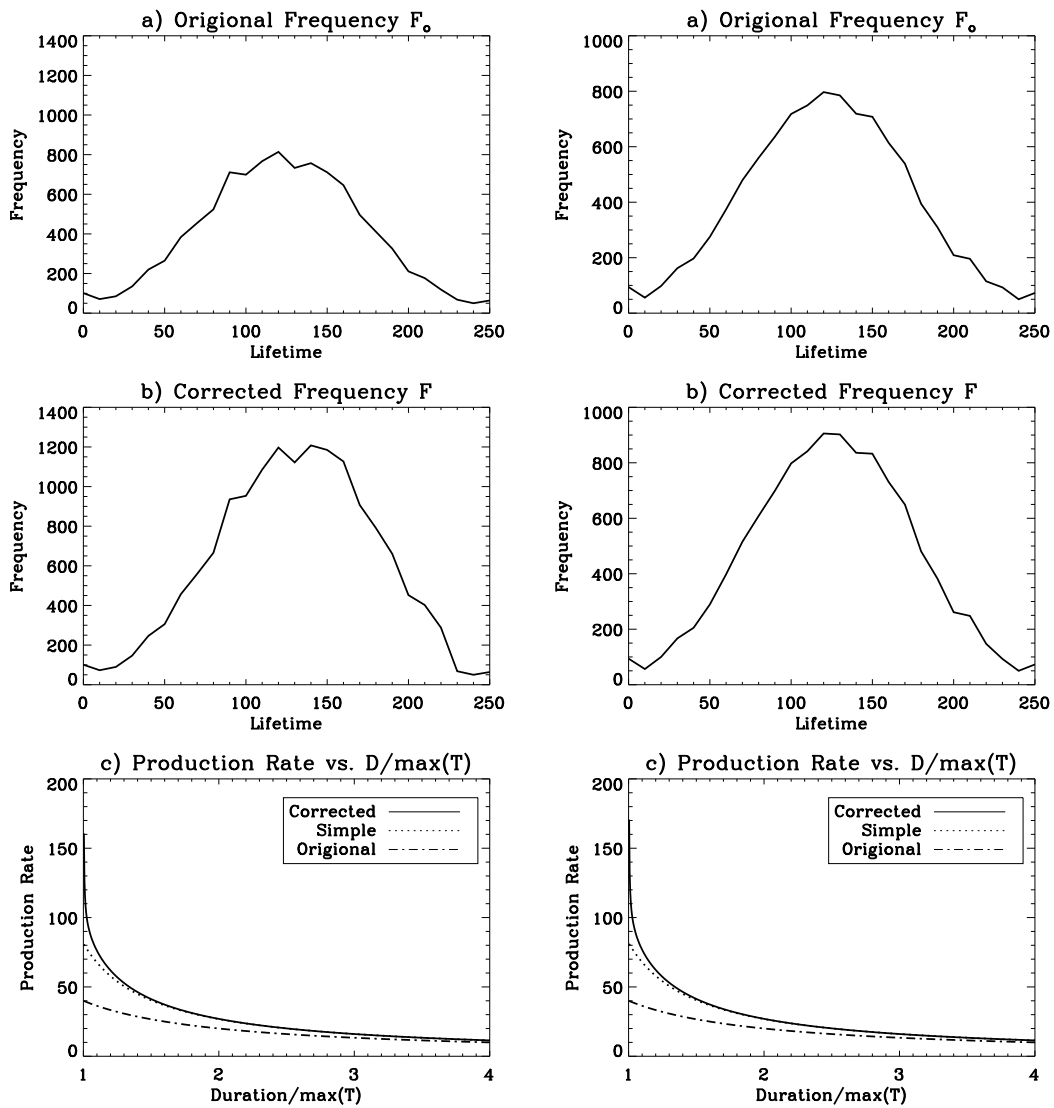 a) Origional Frequency Fo
1400
1200
1000
800
600
400
200
0
Frequency
0 50 100 150 200 250
Lifetime
a) Origional Frequency Fo
1000
800
600
400
200
0
Frequency
0 50 100 150 200 250
Lifetime
b) Corrected Frequency F
1400
1200
1000
800
600
400
200
0
Frequency
0 50 100 150 200 250
Lifetime
b) Corrected Frequency F
1000
800
600
400
200
0
Frequency
0 50 100 150 200 250
Lifetime
c) Production Rate vs. D/max(T)
200
150
100
50
0
Production Rate
Corrected
Simple
Origional
1 2 3 4
Duration/max(T)
c) Production Rate vs. D/max(T)
200
150
100
50
0
Production Rate
Corrected
Simple
Origional
1 2 3 4
Duration/max(T)